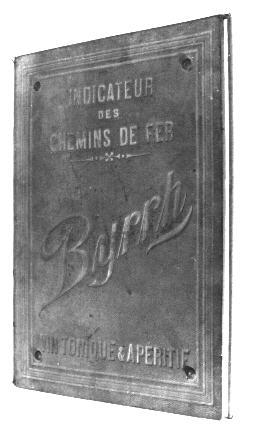 INDICATEUR
DES
CHEMINS DE FER
Byrrh
VIN TONIQUE & APÉRITIF